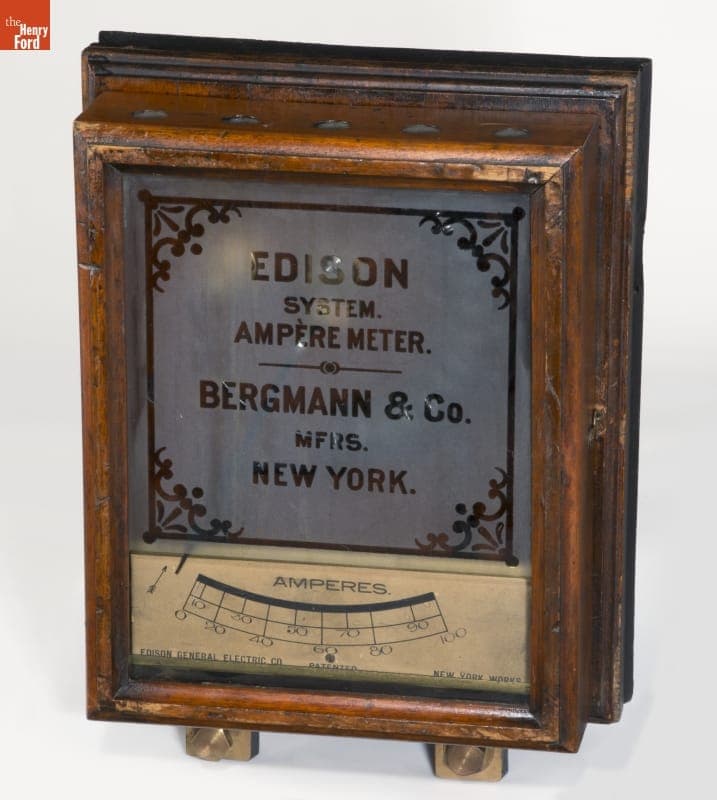 the
Henry
Ford
EDISON
SYSTEM.
AMPÈRE METER.
BERGMANN & Co.
MFRS.
NEW YORK.
AMPERES.
10 30 50 70 90
0 20 40 60 80 100
EDISON GENERAL ELECTRIC CO PATENTED NEW YORK WORKS